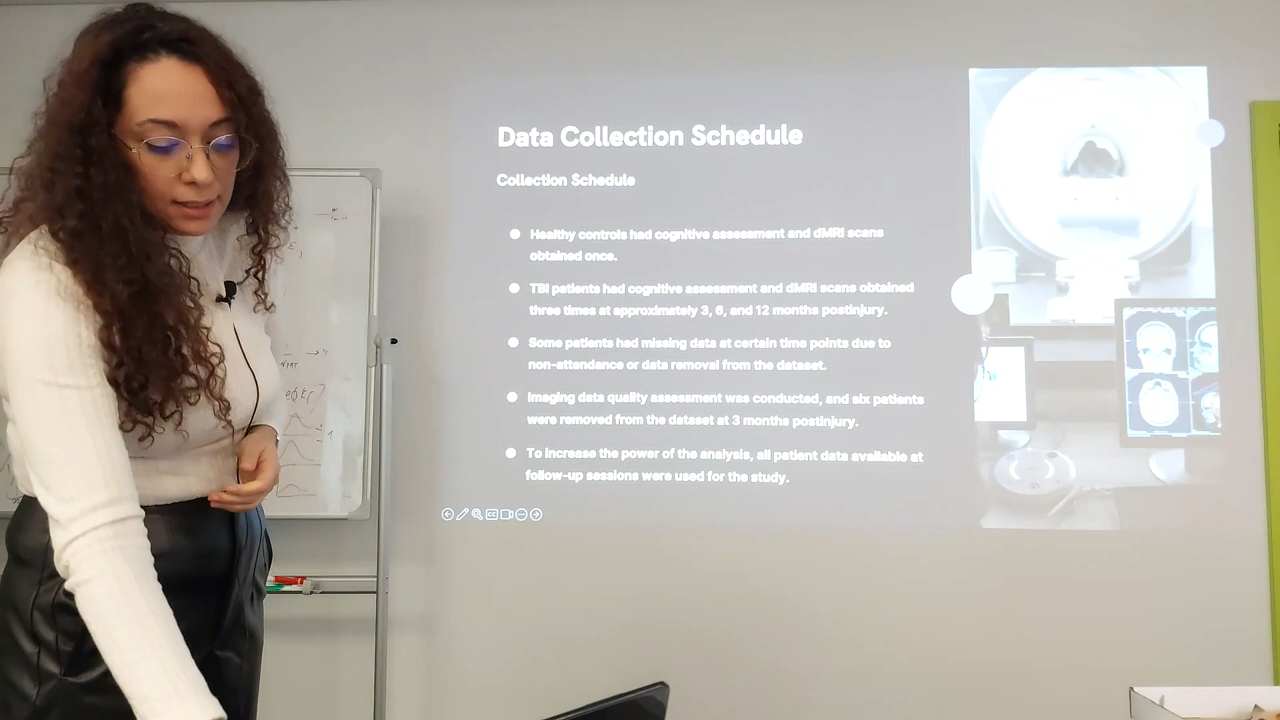 Data Collection Schedule
Collection Schedule
Healthy controls had cognitive assessment and dMRI scans
obtained once.
TBI patients had cognitive assessment and dMRI scans obtained
three times at approximately 3, 6, and 12 months postinjury.
Some patients had missing data at certain time points due to
non-attendance or data removal from the dataset.
Imaging data quality assessment was conducted, and six patients
were removed from the dataset at 3 months postinjury.
To increase the power of the analysis, all patient data available at
follow-up sessions were used for the study.